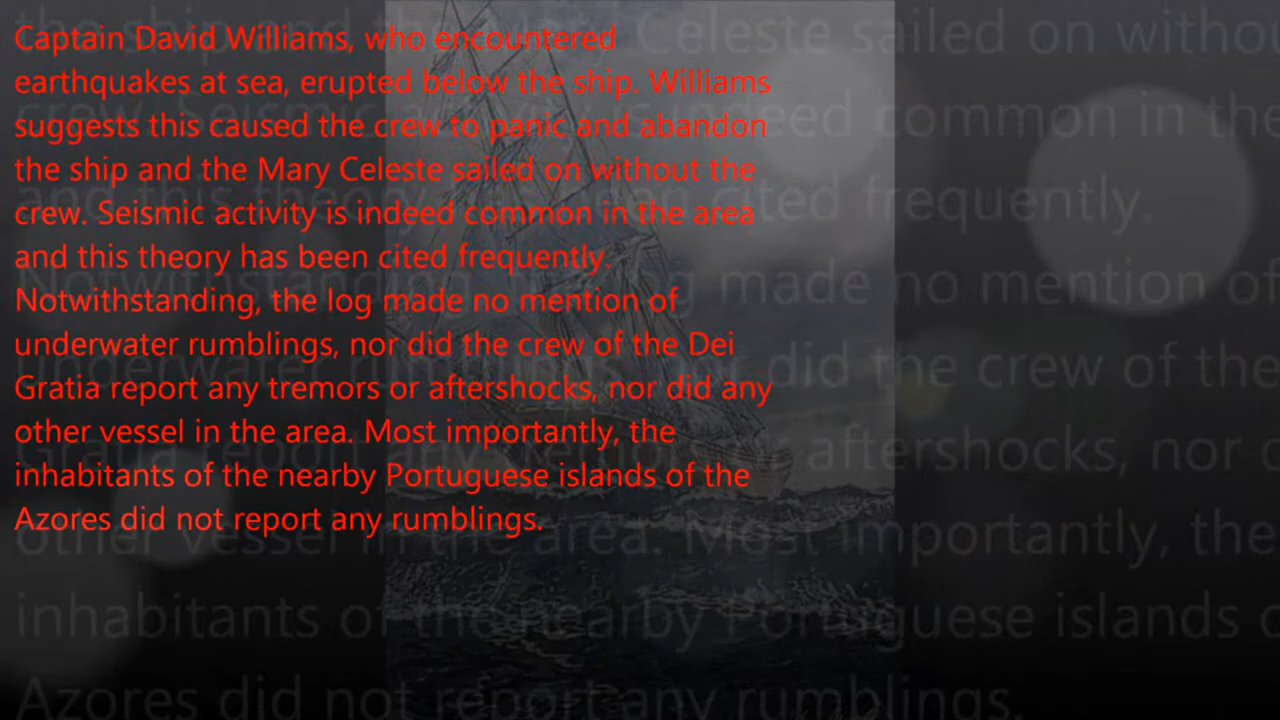 Captain David Williams, who encountered
earthquakes at sea, erupted below the ship. Williams
suggests this caused the crew to panic and abandon
the ship and the Mary Celeste sailed on without the
crew. Seismic activity is indeed common in the area
and this theory has been cited frequently.
Notwithstanding, the log made no mention of
underwater rumblings, nor did the crew of the Dei
Gratia report any tremors or aftershocks, nor did any
other vessel in the area. Most importantly, the
inhabitants of the nearby Portuguese islands of the
Azores did not report any rumblings.